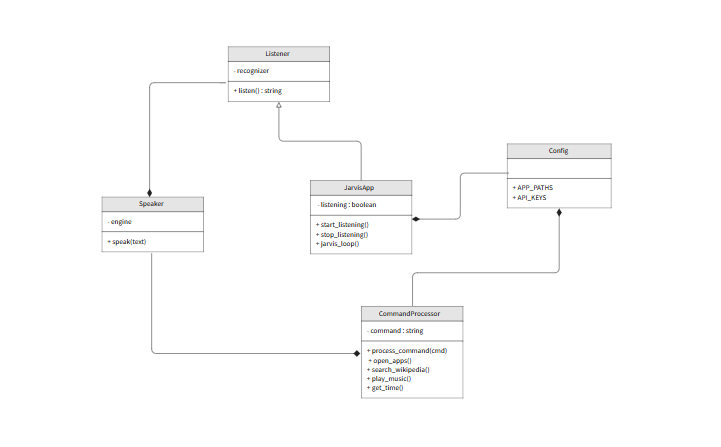 Listener
- recognizer
+ listen() : string
Config
+ APP_PATHS
+ API_KEYS
JarvisApp
- listening : boolean
+ start_listening()
+ stop_listening()
+ jarvis_loop()
Speaker
- engine
+ speak(text)
CommandProcessor
- command : string
+ process_command(cmd)
+ open_apps()
+ search_wikipedia()
+ play_music()
+ get_time()